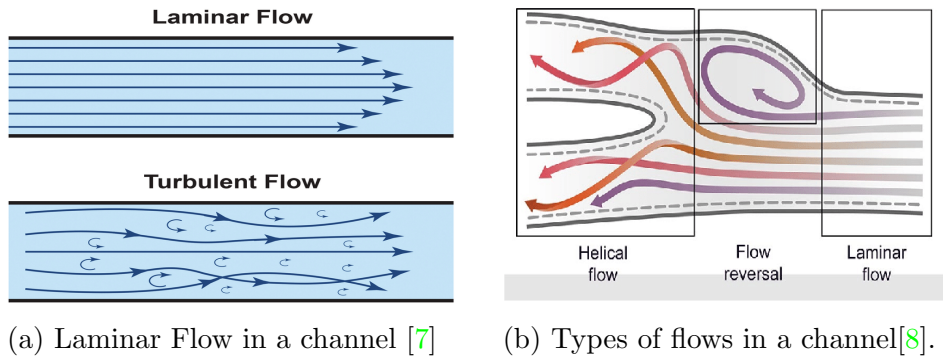 Laminar Flow
Turbulent Flow
Helical
flow
Flow
reversal
Laminar
flow
(a) Laminar Flow in a channel [7]
(b) Types of flows in a channel[8].